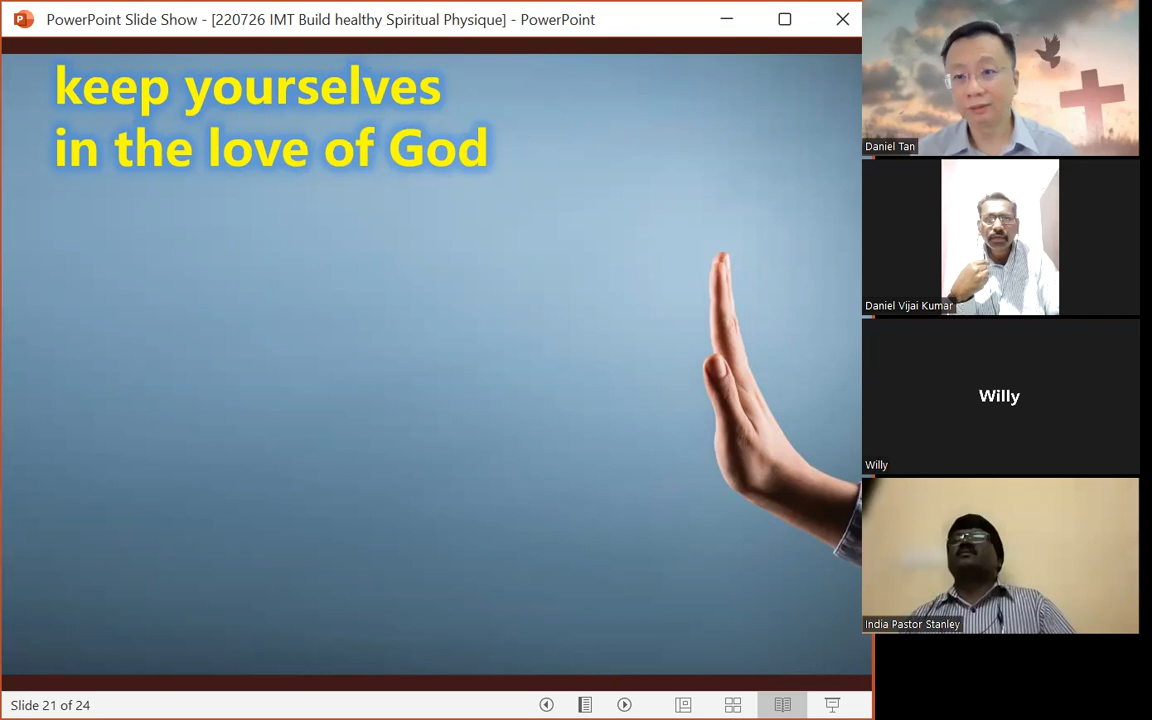 PowerPoint Slide Show - [220726 IMT Build healthy Spiritual Physique] - PowerPoint
keep yourselves
in the love of God
Slide 21 of 24
Daniel Tan
Daniel Vijai Kumar
Willy
Willy
India Pastor Stanley